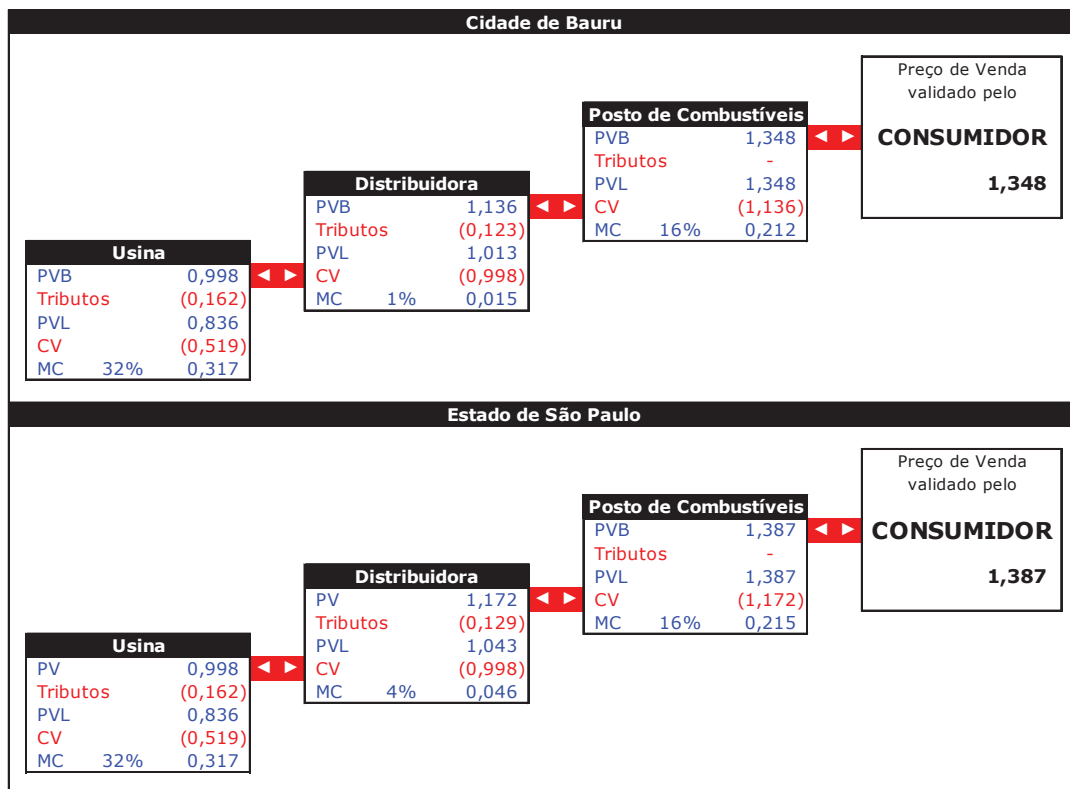 Cidade de Bauru
Preço de Venda
validado pelo
CONSUMIDOR
1,348
Posto de Combustíveis
PVB 1,348
Tributos -
PVL 1,348
CV (1,136)
MC 16% 0,212
Distribuidora
PVB 1,136
Tributos (0,123)
PVL 1,013
CV (0,998)
MC 1% 0,015
Usina
PVB 0,998
Tributos (0,162)
PVL 0,836
CV (0,519)
MC 32% 0,317
Estado de São Paulo
Preço de Venda
validado pelo
CONSUMIDOR
1,387
Posto de Combustíveis
PVB 1,387
Tributos -
PVL 1,387
CV (1,172)
MC 16% 0,215
Distribuidora
PV 1,172
Tributos (0,129)
PVL 1,043
CV (0,998)
MC 4% 0,046
Usina
PV 0,998
Tributos (0,162)
PVL 0,836
CV (0,519)
MC 32% 0,317